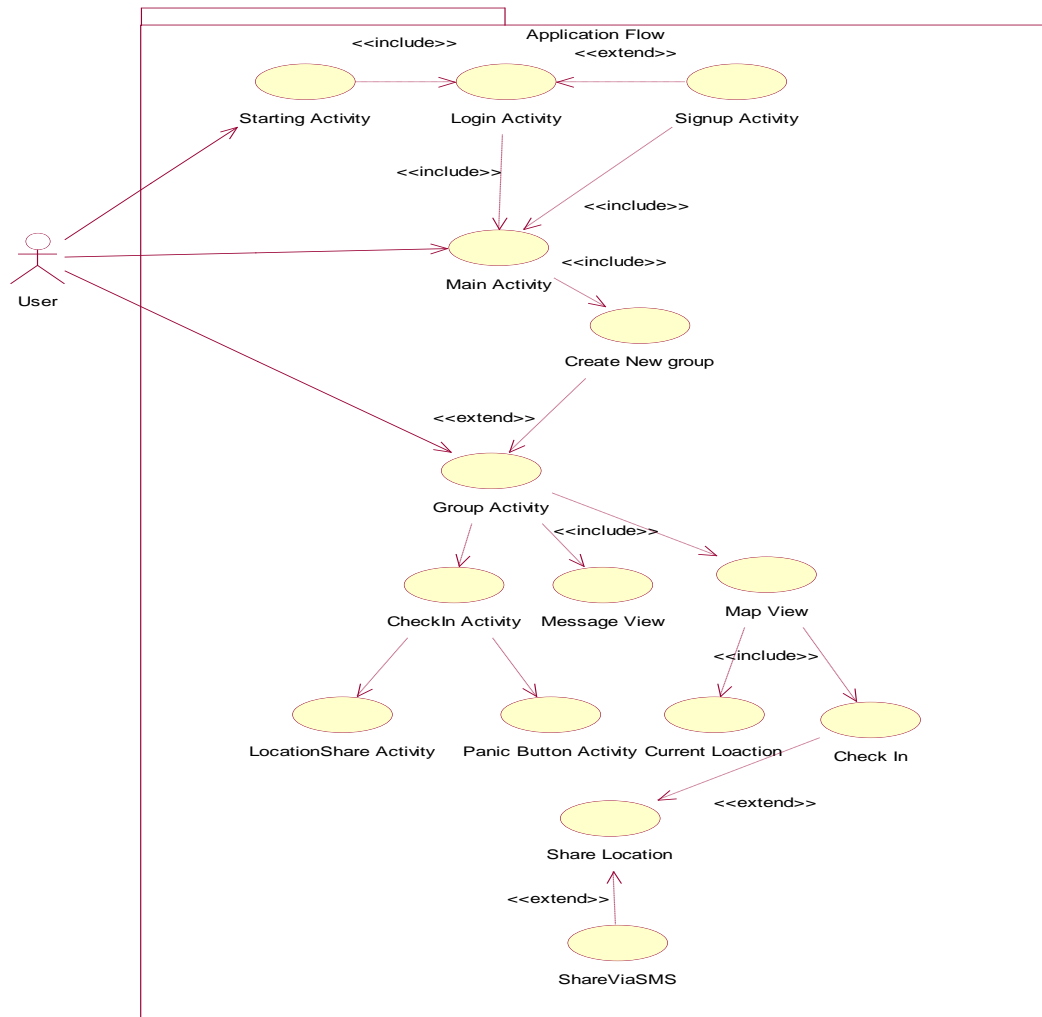 Application Flow
<<include>>
<<extend>>
Starting Activity
Login Activity
Signup Activity
<<include>>
<<include>>
User
Main Activity
<<include>>
Create New group
<<extend>>
Group Activity
<<include>>
CheckIn Activity
Message View
Map View
<<include>>
LocationShare Activity
Panic Button Activity
Current Loaction
Check In
<<extend>>
Share Location
<<extend>>
ShareViaSMS